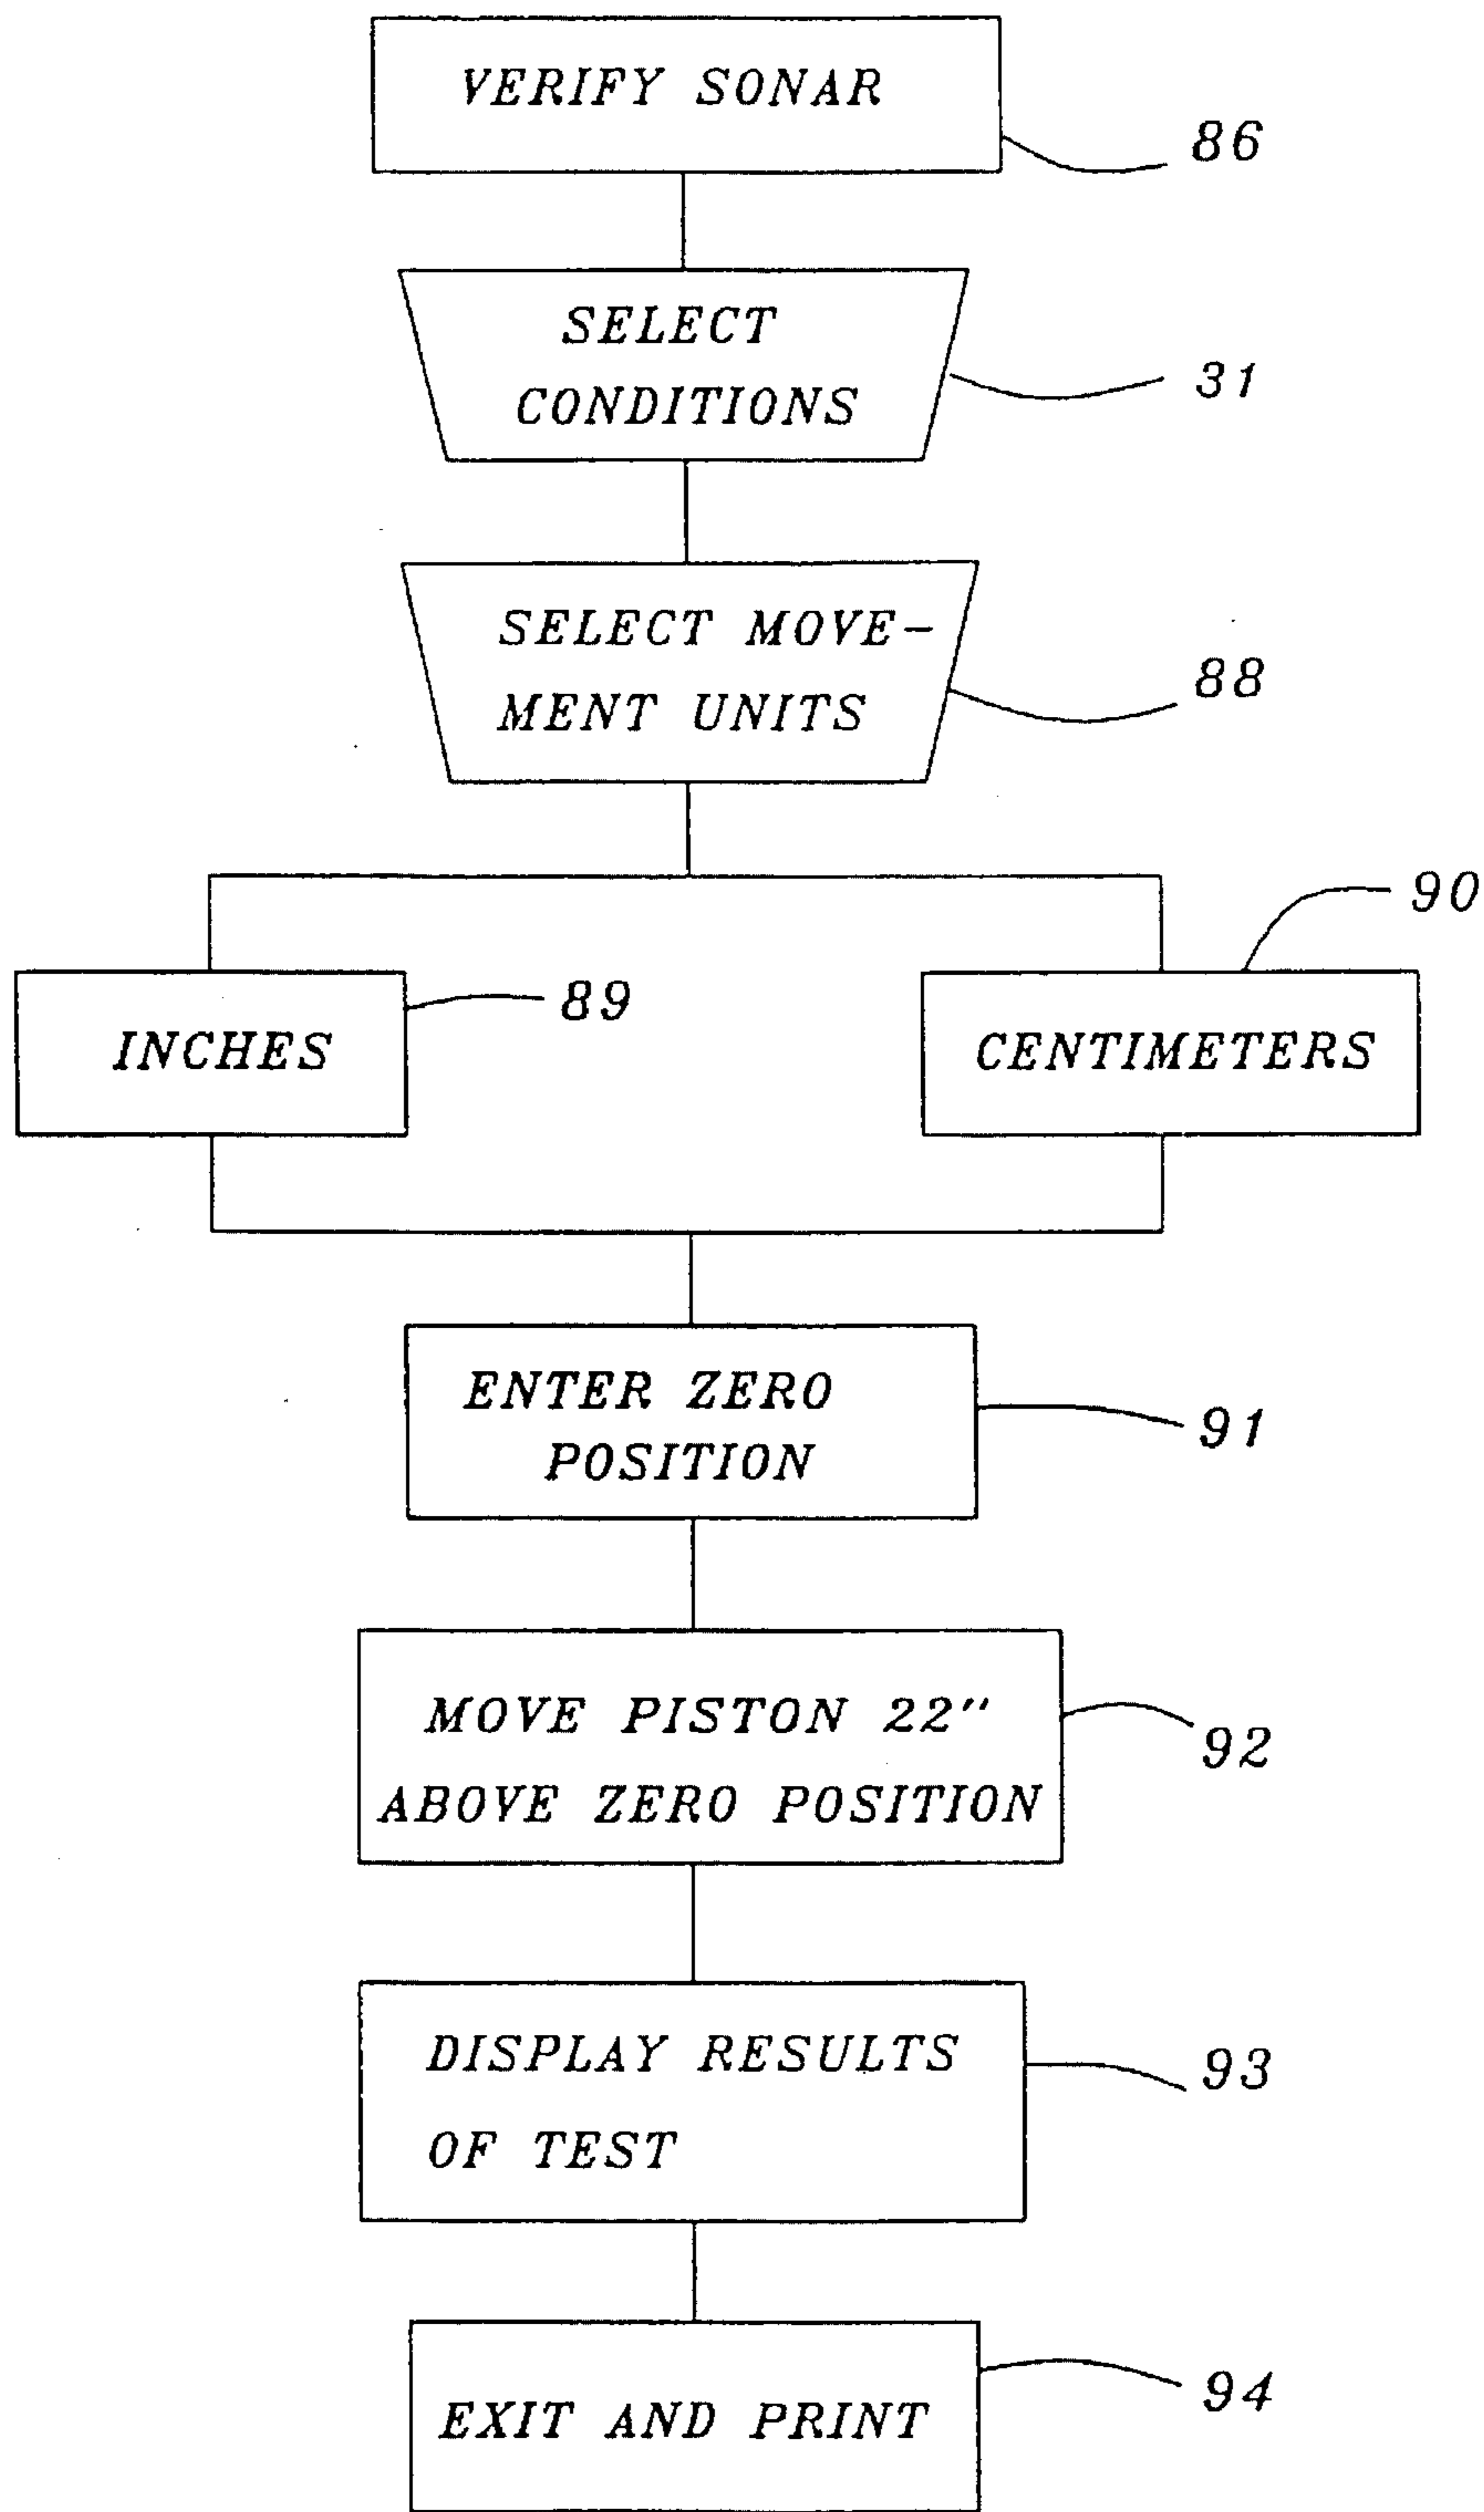 VERIFY SONAR
86
SELECT
CONDITIONS
31
SELECT MOVE-
MENT UNITS
88
90
89
INCHES
CENTIMETERS
ENTER ZERO
POSITION
91
MOVE PISTON 22"
ABOVE ZERO POSITION
92
DISPLAY RESULTS
OF TEST
93
EXIT AND PRINT
94